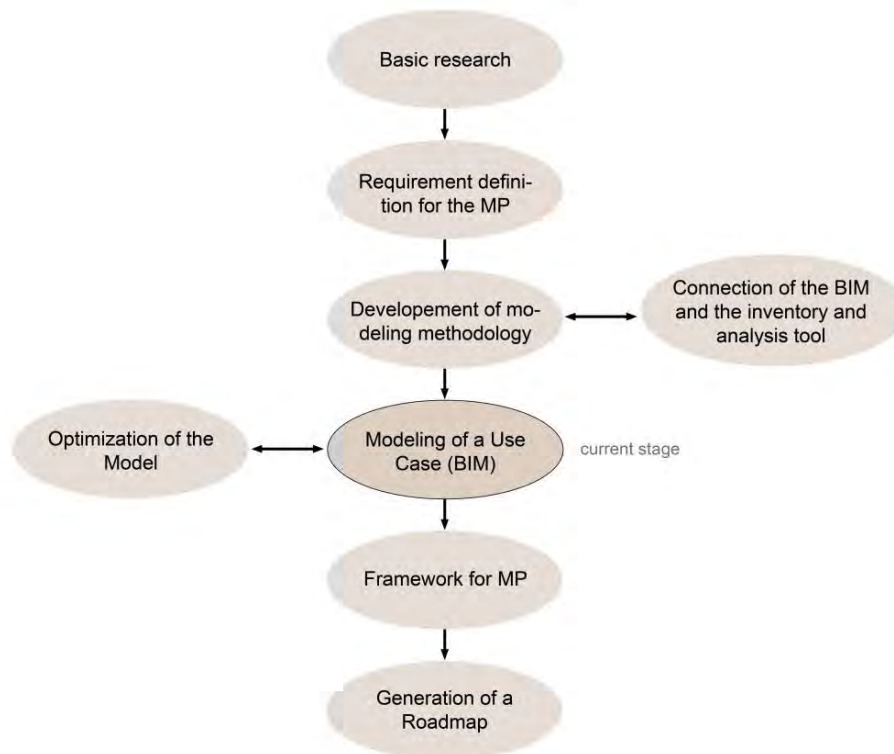 Basic research
Requirement defini-
tion for the MP
Developement of mo-
deling methodology
Connection of the BIM
and the inventory and
analysis tool
Optimization of the
Model
Modeling of a Use
Case (BIM)
current stage
Framework for MP
Generation of a
Roadmap